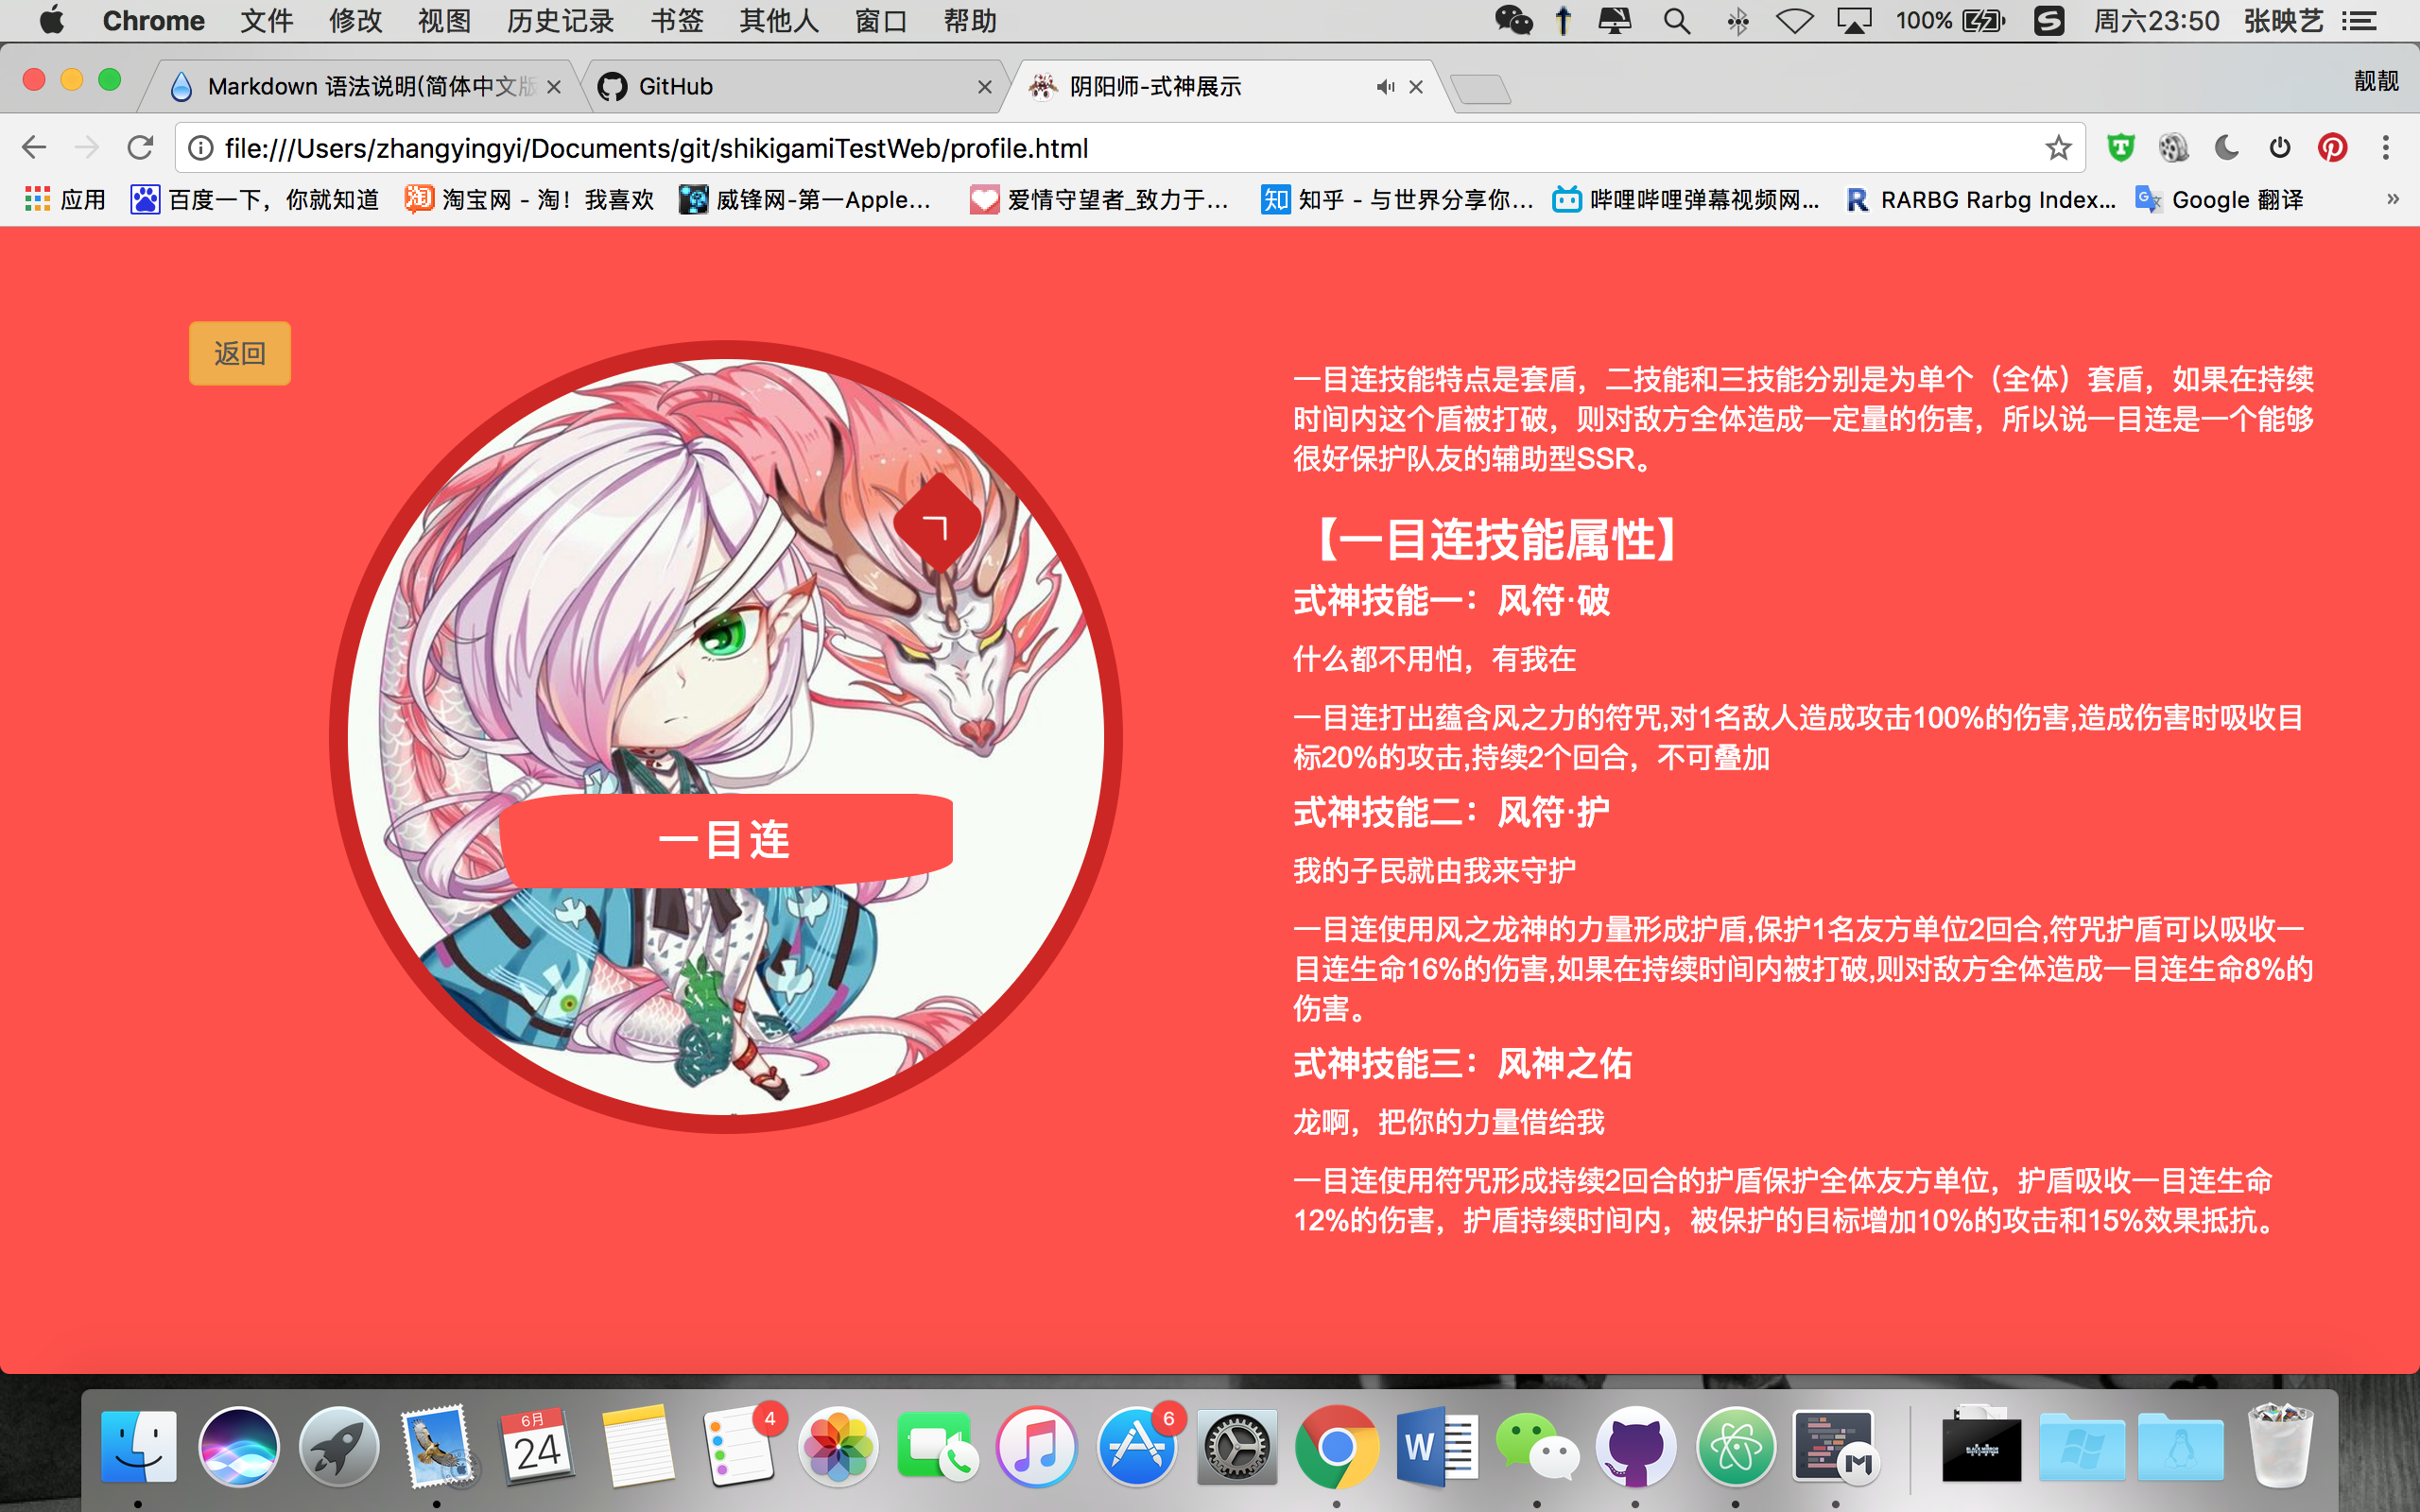 Chrome 文件 修改 视图 历史记录 书签 其他人 窗口 帮助 100% 周六23:50 张映艺
Markdown 语法说明(简体中文版 GitHub 阴阳师-式神展示 靓靓
file:///Users/zhangyingyi/Documents/git/shikigamiTestWeb/profile.html
应用 百度一下，你就知道 淘宝网 - 淘！我喜欢 威锋网-第一Apple... 爱情守望者_致力于... 知乎 - 与世界分享你... 哔哩哔哩弹幕视频网... RARBG Rarbg Index... Google 翻译 »
返回
一目连
一目连技能特点是套盾，二技能和三技能分别是为单个（全体）套盾，如果在持续
时间内这个盾被打破，则对敌方全体造成一定量的伤害，所以说一目连是一个能够
很好保护队友的辅助型SSR。
【一目连技能属性】
式神技能一：风符·破
什么都不用怕，有我在
一目连打出蕴含风之力的符咒,对1名敌人造成攻击100%的伤害,造成伤害时吸收目
标20%的攻击,持续2个回合，不可叠加
式神技能二：风符·护
我的子民就由我来守护
一目连使用风之龙神的力量形成护盾,保护1名友方单位2回合,符咒护盾可以吸收一
目连生命16%的伤害,如果在持续时间内被打破,则对敌方全体造成一目连生命8%的
伤害。
式神技能三：风神之佑
龙啊，把你的力量借给我
一目连使用符咒形成持续2回合的护盾保护全体友方单位，护盾吸收一目连生命
12%的伤害，护盾持续时间内，被保护的目标增加10%的攻击和15%效果抵抗。
6月
24
4
6